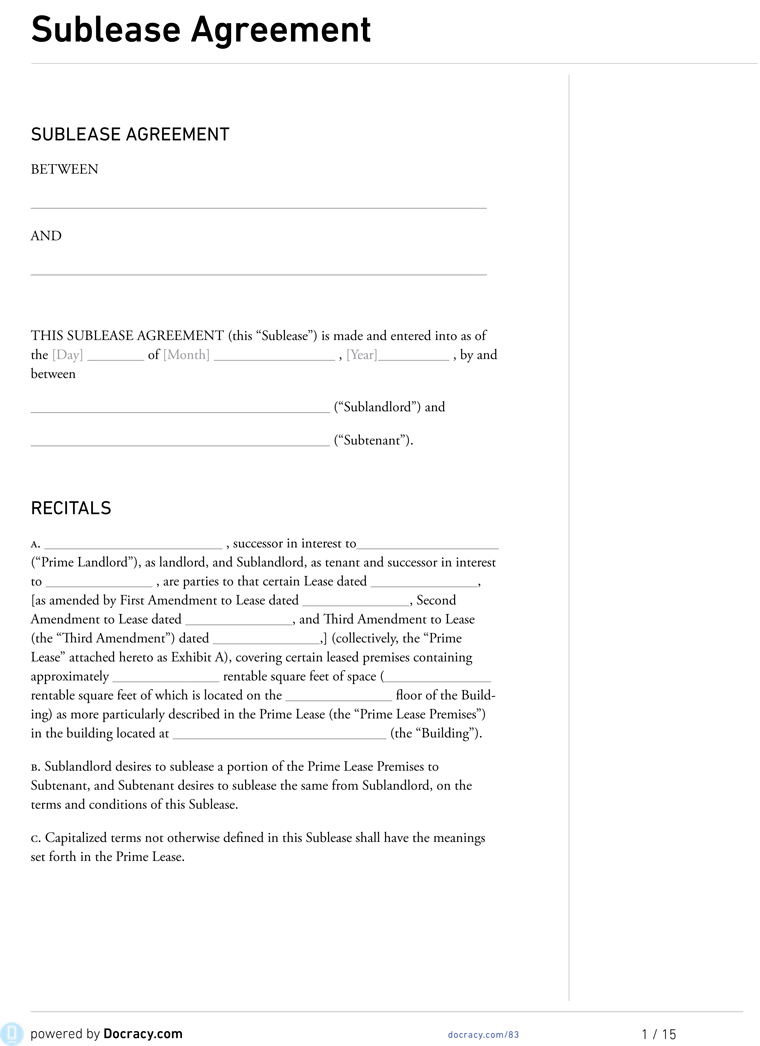 Sublease Agreement
SUBLEASE AGREEMENT
BETWEEN
AND
THIS SUBLEASE AGREEMENT (this “Sublease”) is made and entered into as of
the [Day] ________ of [Month] _________________ , [Year]__________ , by and
between
__________________________________________ (“Sublandlord”) and
__________________________________________ (“Subtenant”).
RECITALS
A. _________________________ , successor in interest to____________________
(“Prime Landlord”), as landlord, and Sublandlord, as tenant and successor in interest
to _______________ , are parties to that certain Lease dated _______________,
[as amended by First Amendment to Lease dated _______________, Second
Amendment to Lease dated _______________, and Third Amendment to Lease
(the “Third Amendment”) dated _______________,] (collectively, the “Prime
Lease” attached hereto as Exhibit A), covering certain leased premises containing
approximately _______________ rentable square feet of space (_______________
rentable square feet of which is located on the _______________ floor of the Build-
ing) as more particularly described in the Prime Lease (the “Prime Lease Premises”)
in the building located at ______________________________ (the “Building”).
B. Sublandlord desires to sublease a portion of the Prime Lease Premises to
Subtenant, and Subtenant desires to sublease the same from Sublandlord, on the
terms and conditions of this Sublease.
C. Capitalized terms not otherwise defined in this Sublease shall have the meanings
set forth in the Prime Lease.
powered by Docracy.com docracy.com/83 1 / 15